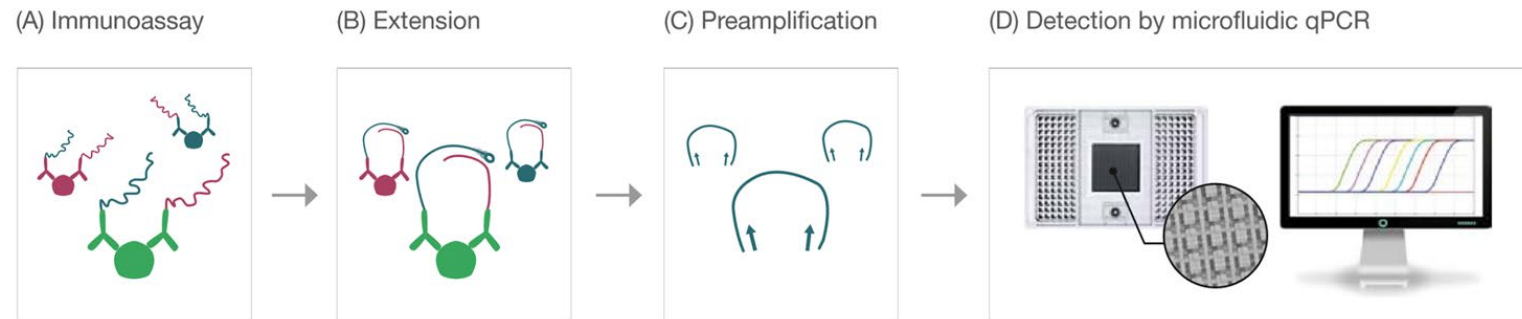 (A) Immunoassay
(B) Extension
(C) Preamplification
(D) Detection by microfluidic qPCR